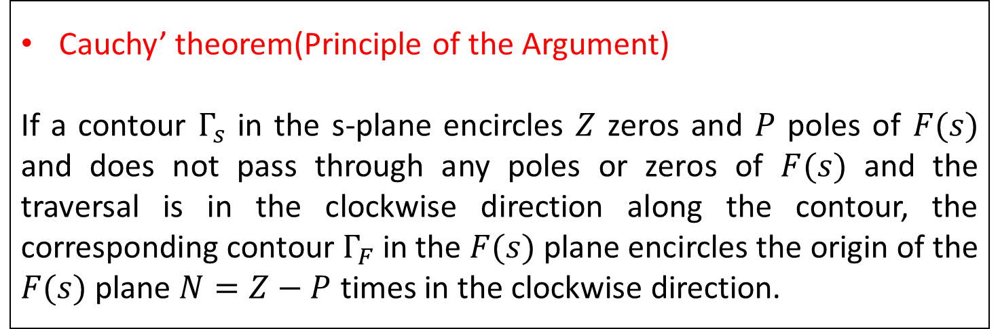 • Cauchy’ theorem(Principle of the Argument)
If a contour Γ_s in the s-plane encircles Z zeros and P poles of F(s)
and does not pass through any poles or zeros of F(s) and the
traversal is in the clockwise direction along the contour, the
corresponding contour Γ_F in the F(s) plane encircles the origin of the
F(s) plane N = Z − P times in the clockwise direction.